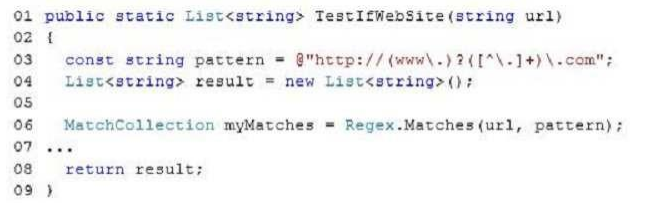 01 public static List<string> TestIfWebSite(string url)
02 {
03   const string pattern = @"http://(www\.)?([^\.]+)\.com";
04   List<string> result = new List<string>();
05
06   MatchCollection myMatches = Regex.Matches(url, pattern);
07 ...
08   return result;
09 }